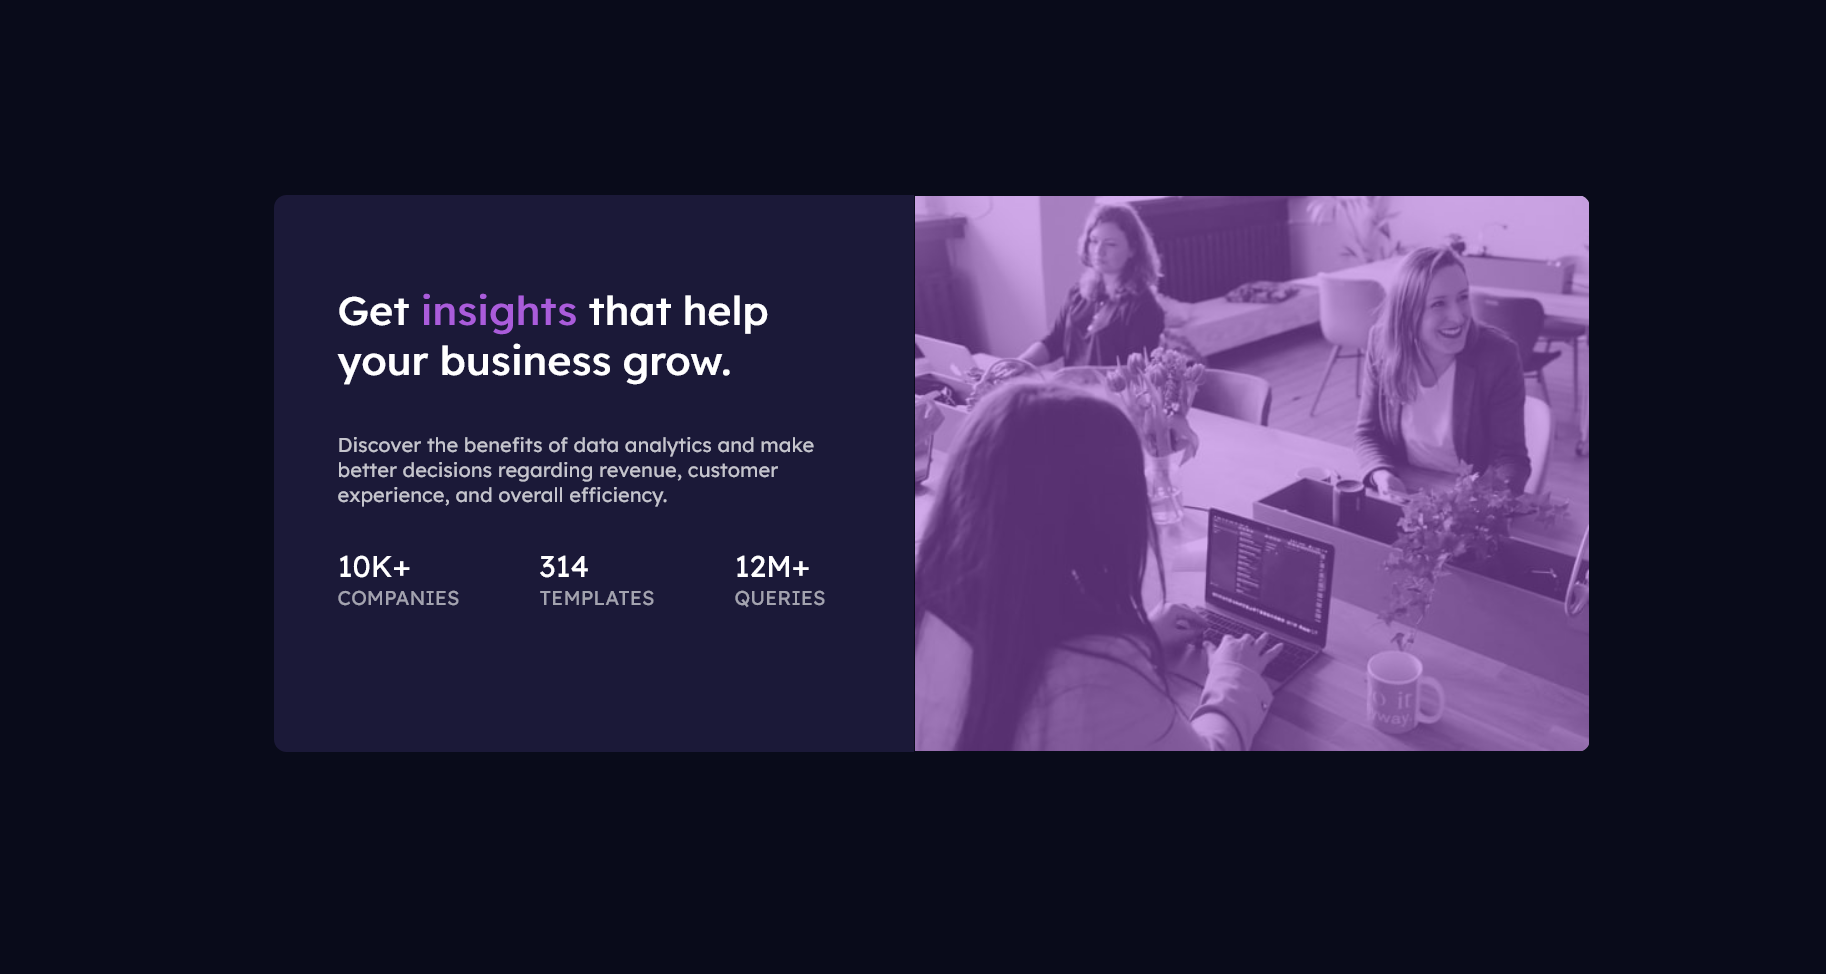 Get insights that help
your business grow.
Discover the benefits of data analytics and make
better decisions regarding revenue, customer
experience, and overall efficiency.
10K+ 314 12M+
COMPANIES TEMPLATES QUERIES